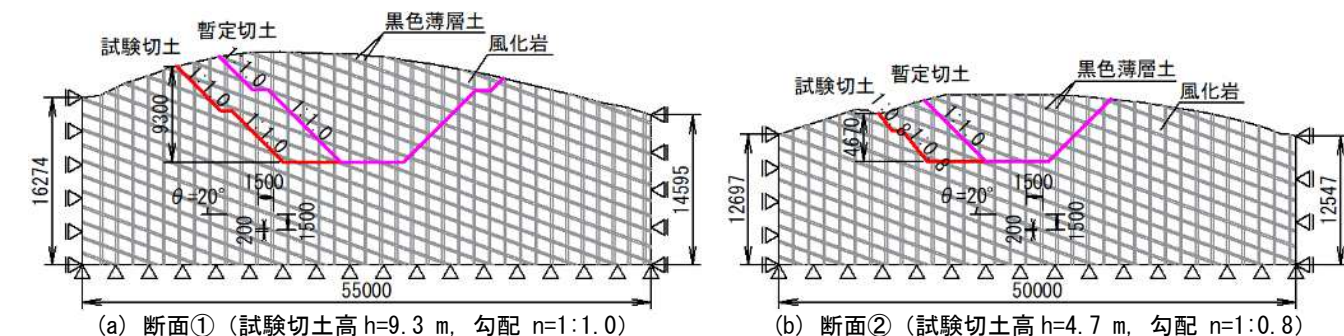 試験切土
暫定切土
黒色薄層土
風化岩
1:1.0
1:1.0
1:1.0
9300
16274
14595
θ=20°
1500
1500
200
55000
(a) 断面① (試験切土高 h=9.3 m, 勾配 n=1:1.0)
試験切土
暫定切土
黒色薄層土
風化岩
1:0.8
1:0.8
1:1.0
4670
12697
12547
θ=20°
1500
1500
200
50000
(b) 断面② (試験切土高 h=4.7 m, 勾配 n=1:0.8)